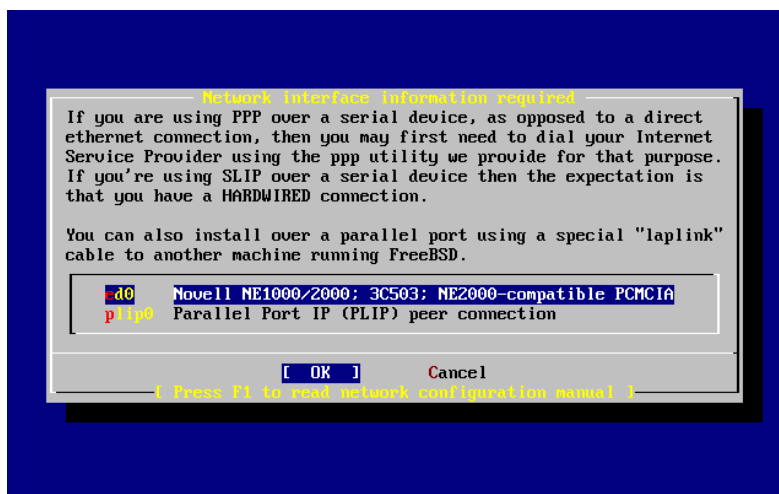 Network interface information required
If you are using PPP over a serial device, as opposed to a direct
ethernet connection, then you may first need to dial your Internet
Service Provider using the ppp utility we provide for that purpose.
If you're using SLIP over a serial device then the expectation is
that you have a HARDWIRED connection.
You can also install over a parallel port using a special "laplink"
cable to another machine running FreeBSD.
ed0 Novell NE1000/2000; 3C503; NE2000-compatible PCMCIA
plip0 Parallel Port IP (PLIP) peer connection
[ OK ] Cancel
[ Press F1 to read network configuration manual ]